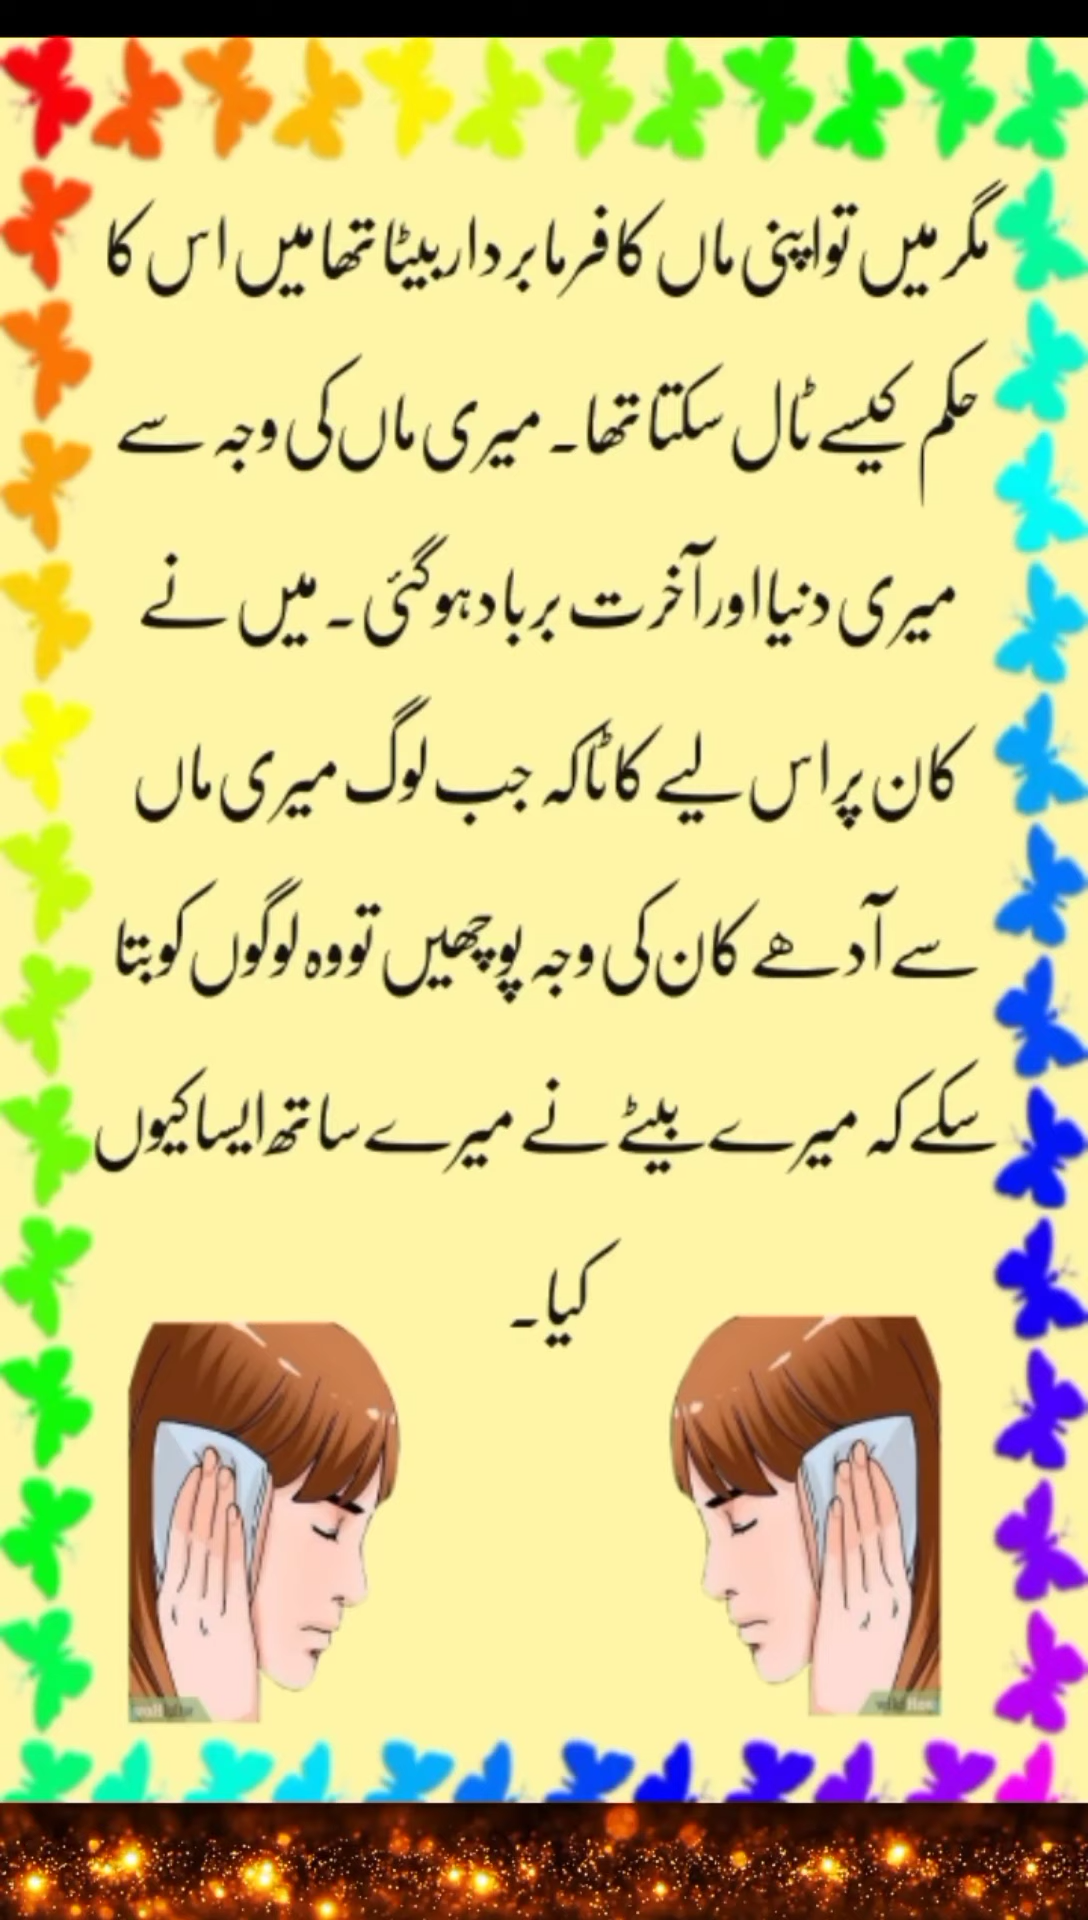 مگر میں تو اپنی ماں کا فرمابردار بیٹا تھا میں اس کا
حکم کیسے ٹال سکتا تھا۔ میری ماں کی وجہ سے
میری دنیا اور آخرت برباد ہو گئی۔ میں نے
کان پر اس لیے کاٹا کہ جب لوگ میری ماں
سے آدھے کان کی وجہ پوچھیں تو وہ لوگوں کو بتا
سکے کہ میرے بیٹے نے میرے ساتھ ایسا کیوں
کیا۔